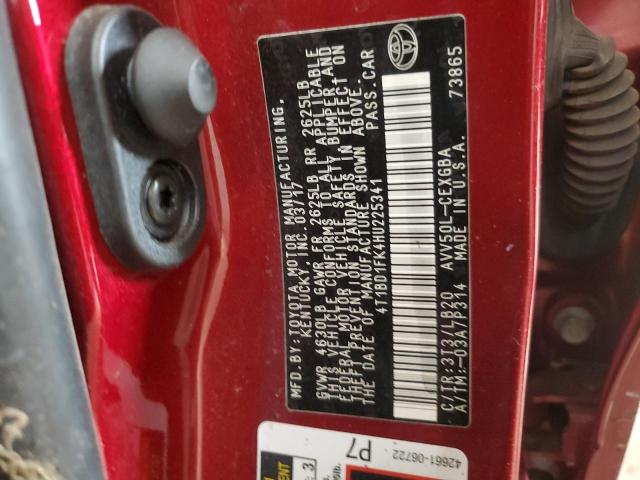 MFD.BY:TOYOTA MOTOR MANUFACTURING,
KENTUCKY, INC. 03/17
GVWR 4630LB GAWR FR 2625LB RR 2625LB
THIS VEHICLE CONFORMS TO ALL APPLICABLE
FEDERAL MOTOR VEHICLE SAFETY, BUMPER, AND
THEFT PREVENTION STANDARDS IN EFFECT ON
THE DATE OF MANUFACTURE SHOWN ABOVE.
4T1BD1FK4HU225341 PASS.CAR
C/TR:3T3/LB20 AVV50L-CEXGBA
A/TM:-03A7P314 MADE IN U.S.A. 73865
42661-06722
P7
3